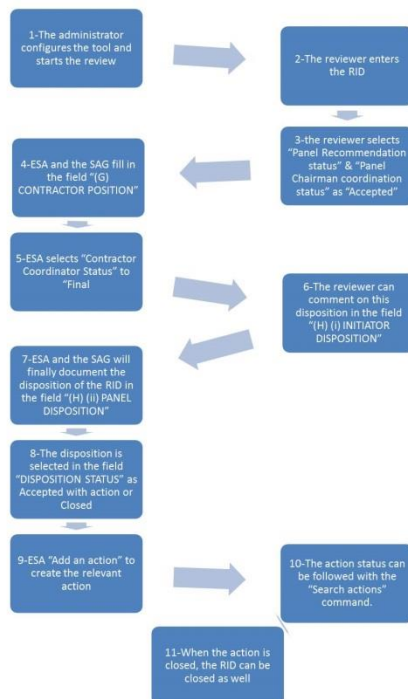 1-The administrator
configures the tool and
starts the review
2-The reviewer enters
the RID
3-the reviewer selects
"Panel Recommendation
status" & "Panel
Chairman coordination
status" as "Accepted"
4-ESA and the SAG fill in
the field "(G)
CONTRACTOR POSITION"
5-ESA selects "Contractor
Coordinator Status" to
"Final
6-The reviewer can
comment on this
disposition in the field
"(H) (i) INITIATOR
DISPOSITION"
7-ESA and the SAG will
finally document the
disposition of the RID in
the field "(H) (ii) PANEL
DISPOSITION"
8-The disposition is
selected in the field
"DISPOSITION STATUS" as
Accepted with action or
Closed
9-ESA "Add an action" to
create the relevant
action
10-The action status can
be followed with the
"Search actions"
command.
11-When the action is
closed, the RID can be
closed as well